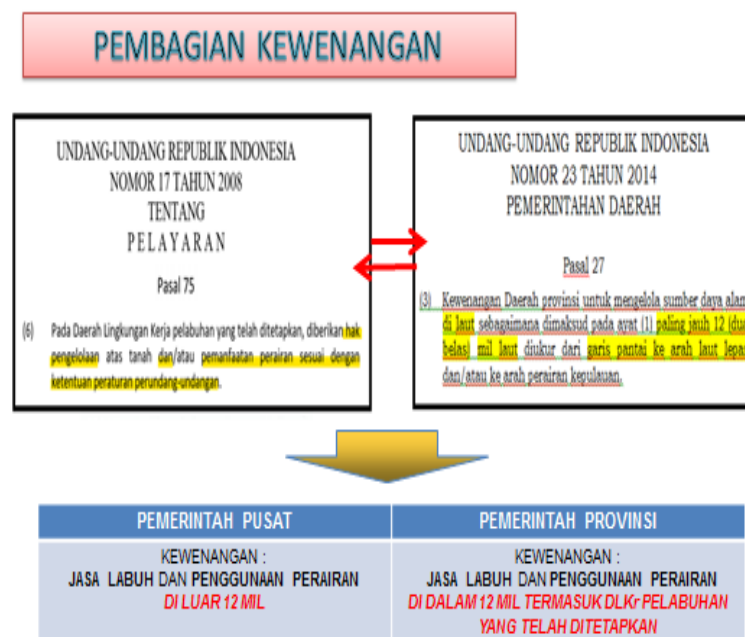 PEMBAGIAN KEWENANGAN
UNDANG-UNDANG REPUBLIK INDONESIA
NOMOR 17 TAHUN 2008
TENTANG
P E L A Y A R A N
Pasal 75
(6) Pada Daerah Lingkungan Kerja pelabuhan yang telah ditetapkan, diberikan hak
pengelolaan atas tanah dan/atau pemanfaatan perairan sesuai dengan
ketentuan peraturan perundang-undangan.
UNDANG-UNDANG REPUBLIK INDONESIA
NOMOR 23 TAHUN 2014
PEMERINTAHAN DAERAH
Pasal 27
(3) Kewenangan Daerah provinsi untuk mengelola sumber daya alam
di laut sebagaimana dimaksud pada ayat (1) paling jauh 12 (dua
belas) mil laut diukur dari garis pantai ke arah laut lepas
dan/atau ke arah perairan kepulauan.
PEMERINTAH PUSAT
KEWENANGAN :
JASA LABUH DAN PENGGUNAAN PERAIRAN
DI LUAR 12 MIL
PEMERINTAH PROVINSI
KEWENANGAN :
JASA LABUH DAN PENGGUNAAN PERAIRAN
DI DALAM 12 MIL TERMASUK DLKr PELABUHAN
YANG TELAH DITETAPKAN